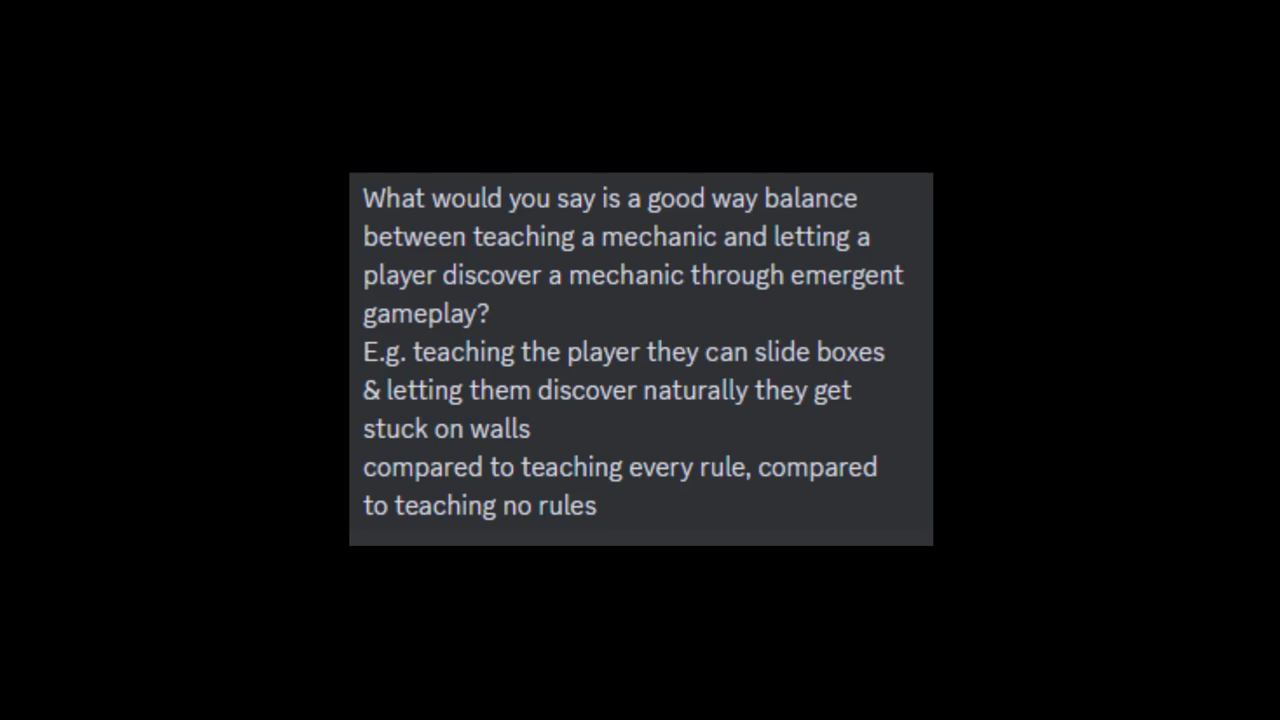 What would you say is a good way balance
between teaching a mechanic and letting a
player discover a mechanic through emergent
gameplay?
E.g. teaching the player they can slide boxes
& letting them discover naturally they get
stuck on walls
compared to teaching every rule, compared
to teaching no rules